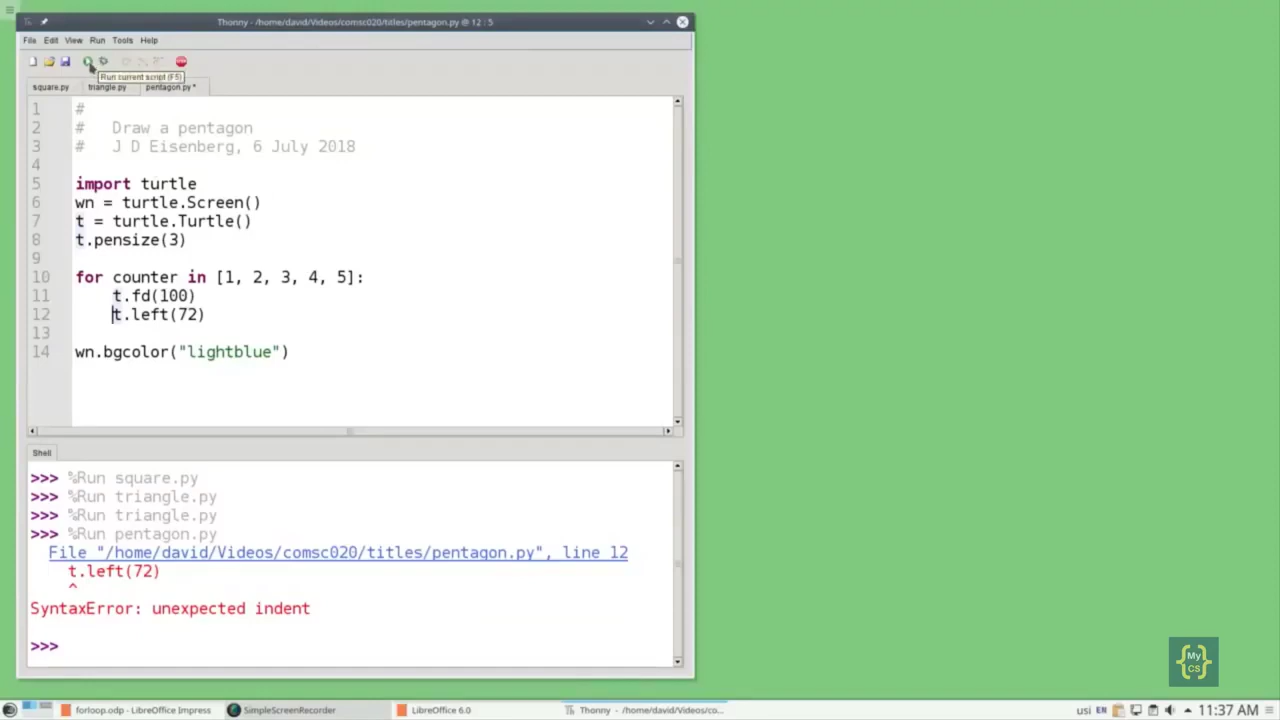 Thonny - /home/david/Videos/comsc020/titles/pentagon.py @ 12 : 5
File Edit View Run Tools Help
Run current script (F5)
square.py triangle.py pentagon.py *
1 #
2 # Draw a pentagon
3 # J D Eisenberg, 6 July 2018
4
5 import turtle
6 wn = turtle.Screen()
7 t = turtle.Turtle()
8 t.pensize(3)
9
10 for counter in [1, 2, 3, 4, 5]:
11 t.fd(100)
12 t.left(72)
13
14 wn.bgcolor("lightblue")
Shell
>>> %Run square.py
>>> %Run triangle.py
>>> %Run triangle.py
>>> %Run pentagon.py
File "/home/david/Videos/comsc020/titles/pentagon.py", line 12
t.left(72)
^
SyntaxError: unexpected indent
>>>
My
{CS}
forloop.odp - LibreOffice Impress SimpleScreenRecorder LibreOffice 6.0 Thonny - /home/david/Videos/co... usi EN 11:37 AM